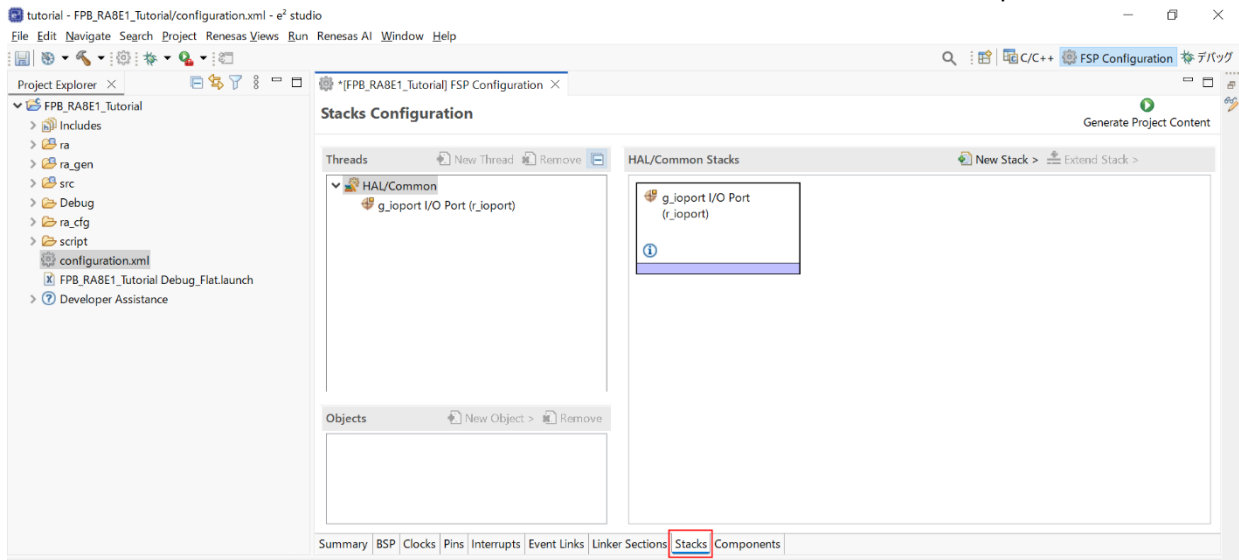 tutorial - FPB_RA8E1_Tutorial/configuration.xml - e² studio
File Edit Navigate Search Project Renesas Views Run Renesas AI Window Help
C/C++ FSP Configuration デバッグ
Project Explorer
*[FPB_RA8E1_Tutorial] FSP Configuration
FPB_RA8E1_Tutorial
Includes
ra
ra_gen
src
Debug
ra_cfg
script
configuration.xml
FPB_RA8E1_Tutorial Debug_Flat.launch
Developer Assistance
Stacks Configuration
Generate Project Content
Threads New Thread Remove
HAL/Common
g_ioport I/O Port (r_ioport)
HAL/Common Stacks New Stack > Extend Stack >
g_ioport I/O Port
(r_ioport)
Objects New Object > Remove
Summary BSP Clocks Pins Interrupts Event Links Linker Sections Stacks Components